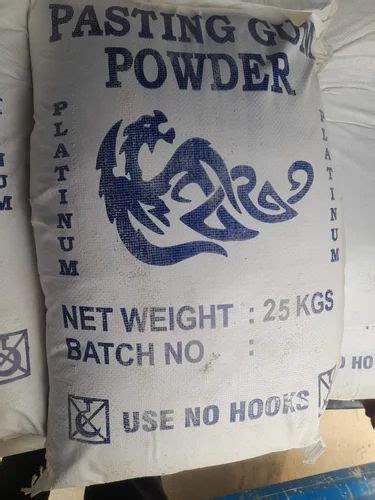 PASTING GUM
POWDER
PLATINUM
PLATINUM
NET WEIGHT : 25 KGS
BATCH NO :
USE NO HOOKS